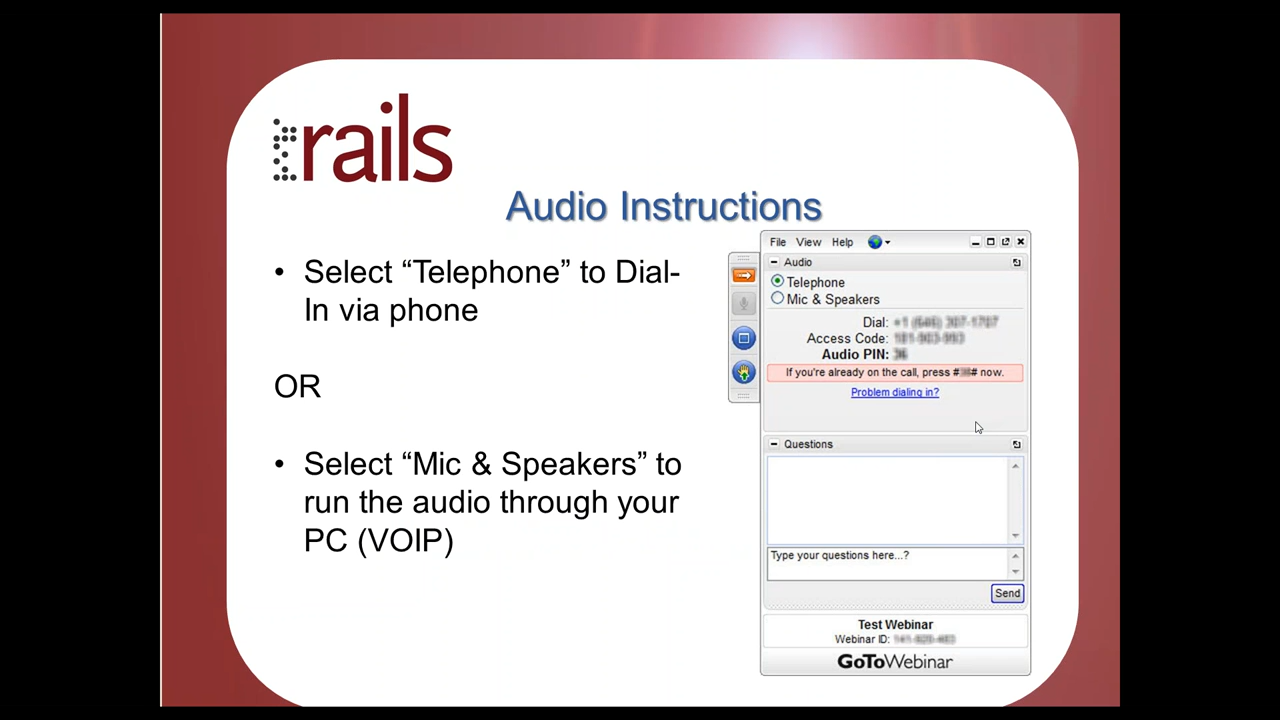 rails
Audio Instructions
• Select “Telephone” to Dial-
In via phone
OR
• Select “Mic & Speakers” to
run the audio through your
PC (VOIP)
File View Help
Audio
Telephone
Mic & Speakers
Dial:
Access Code:
Audio PIN:
If you're already on the call, press # # now.
Problem dialing in?
Questions
Type your questions here...?
Send
Test Webinar
Webinar ID:
GoToWebinar